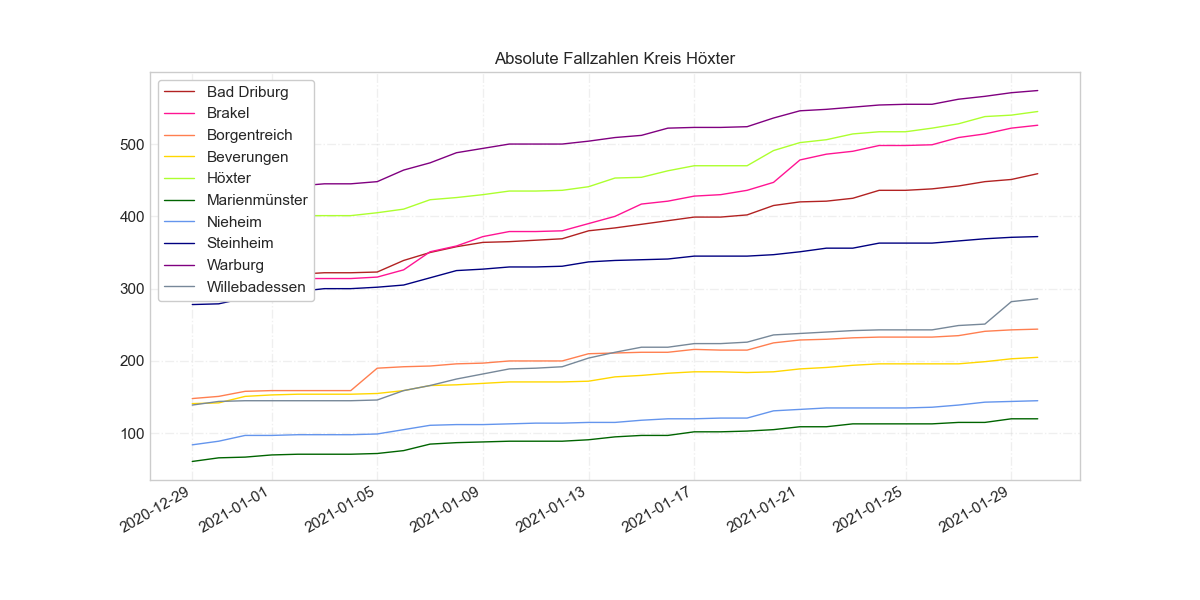 Absolute Fallzahlen Kreis Höxter
Bad Driburg
Brakel
Borgentreich
Beverungen
Höxter
Marienmünster
Nieheim
Steinheim
Warburg
Willebadessen
500
400
300
200
100
2020-12-29
2021-01-01
2021-01-05
2021-01-09
2021-01-13
2021-01-17
2021-01-21
2021-01-25
2021-01-29